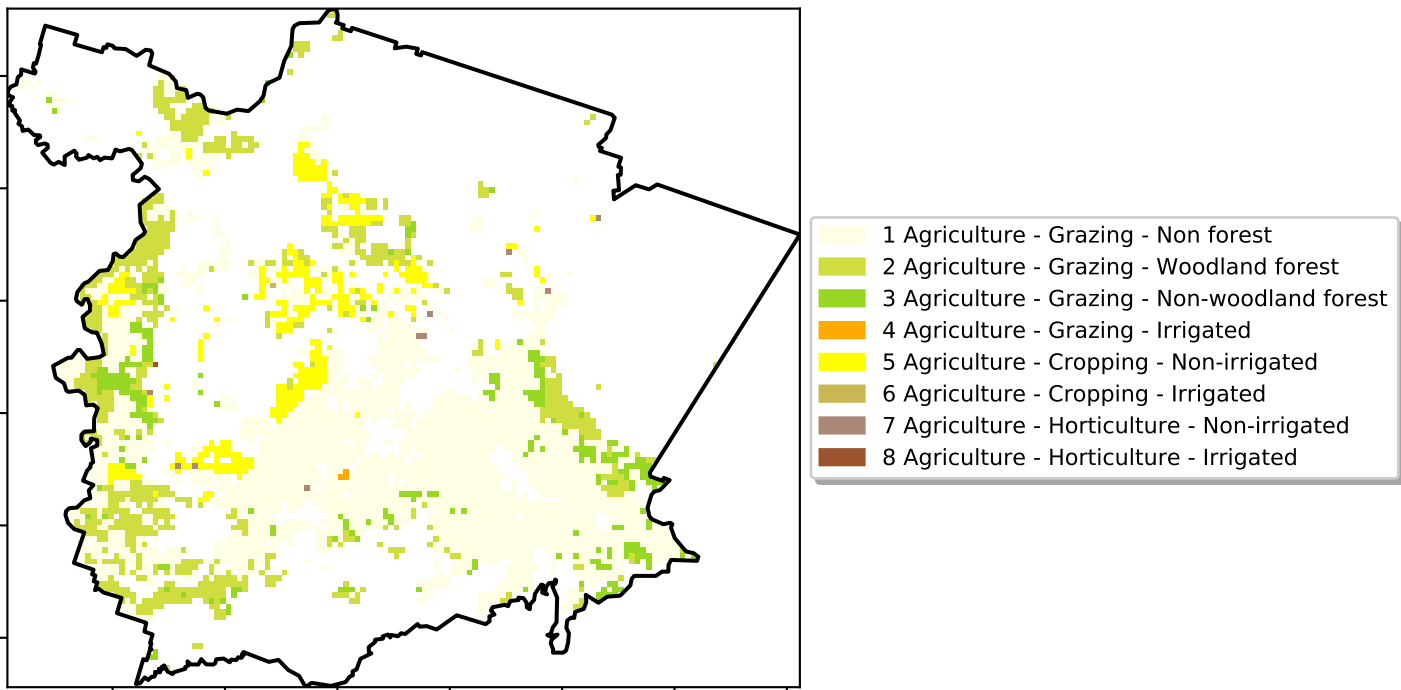 1 Agriculture - Grazing - Non forest
2 Agriculture - Grazing - Woodland forest
3 Agriculture - Grazing - Non-woodland forest
4 Agriculture - Grazing - Irrigated
5 Agriculture - Cropping - Non-irrigated
6 Agriculture - Cropping - Irrigated
7 Agriculture - Horticulture - Non-irrigated
8 Agriculture - Horticulture - Irrigated